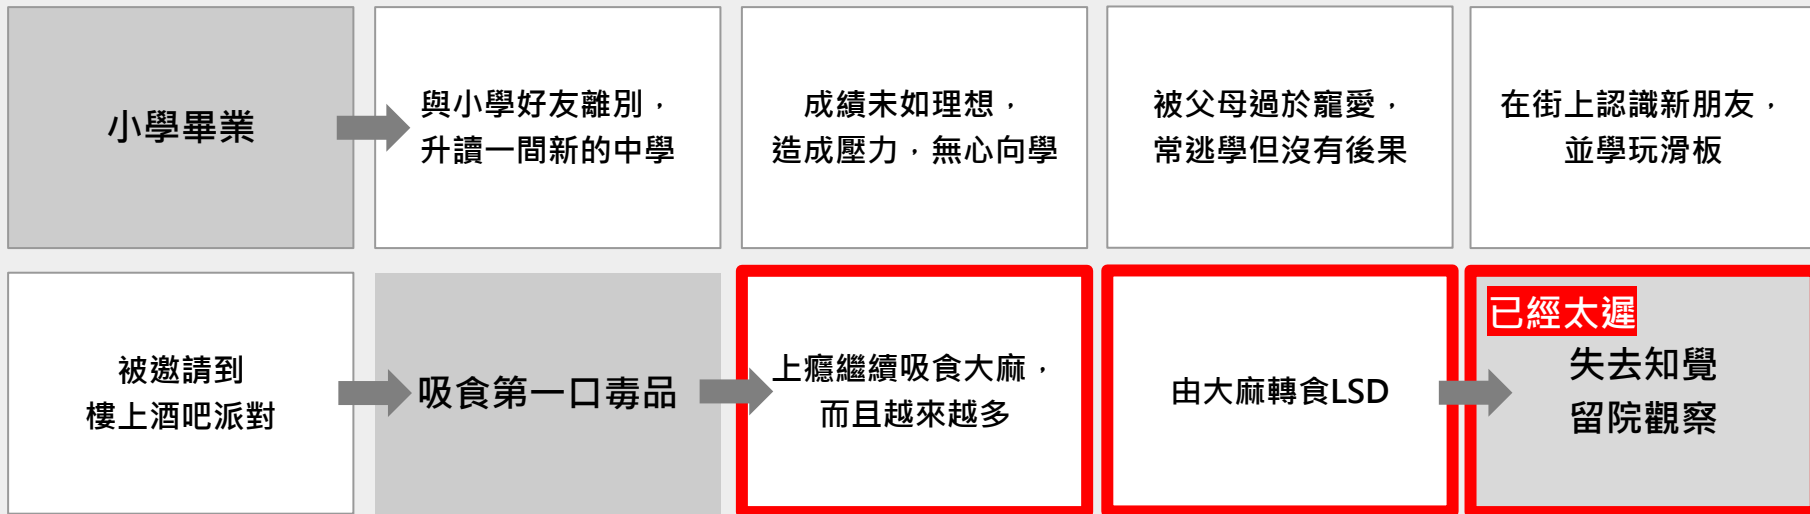 小學畢業
與小學好友離別，
升讀一間新的中學
成績未如理想，
造成壓力，無心向學
被父母過於寵愛，
常逃學但沒有後果
在街上認識新朋友，
並學玩滑板
被邀請到
樓上酒吧派對
吸食第一口毒品
上癮繼續吸食大麻，
而且越來越多
由大麻轉食LSD
已經太遲
失去知覺
留院觀察